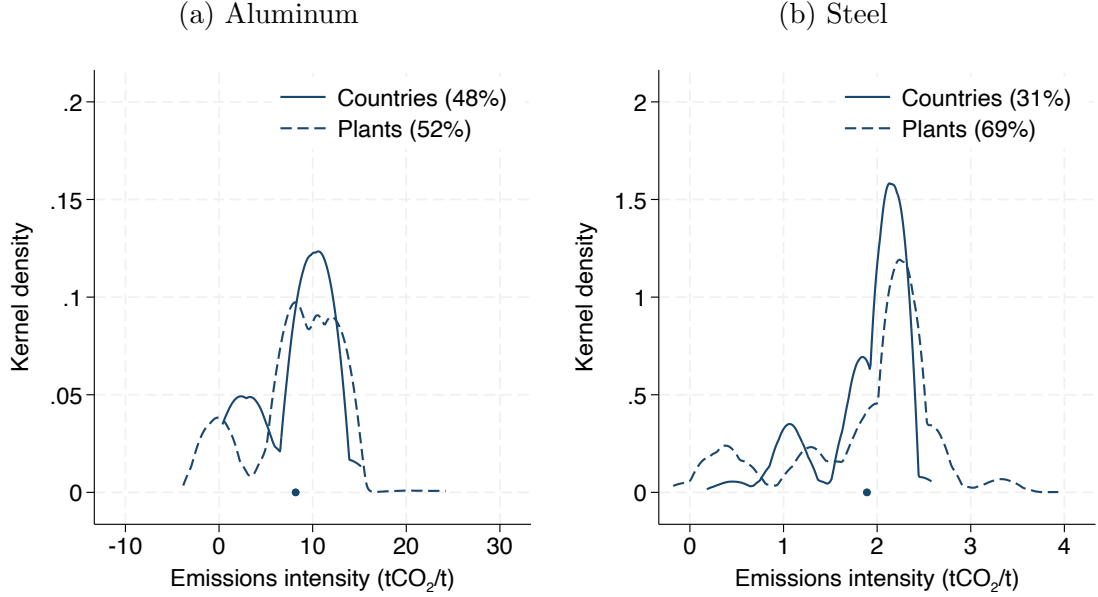 (a) Aluminum
Countries (48%)
Plants (52%)
Kernel density
.2
.15
.1
.05
0
-10 0 10 20 30
Emissions intensity (tCO₂/t)
(b) Steel
Countries (31%)
Plants (69%)
Kernel density
2
1.5
1
.5
0
0 1 2 3 4
Emissions intensity (tCO₂/t)